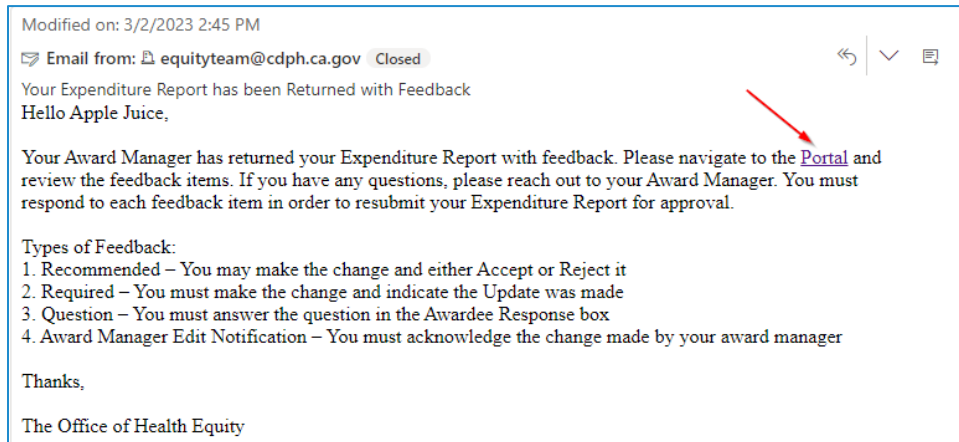 Modified on: 3/2/2023 2:45 PM
Email from: equityteam@cdph.ca.gov Closed
Your Expenditure Report has been Returned with Feedback
Hello Apple Juice,
Your Award Manager has returned your Expenditure Report with feedback. Please navigate to the Portal and
review the feedback items. If you have any questions, please reach out to your Award Manager. You must
respond to each feedback item in order to resubmit your Expenditure Report for approval.
Types of Feedback:
1. Recommended – You may make the change and either Accept or Reject it
2. Required – You must make the change and indicate the Update was made
3. Question – You must answer the question in the Awardee Response box
4. Award Manager Edit Notification – You must acknowledge the change made by your award manager
Thanks,
The Office of Health Equity